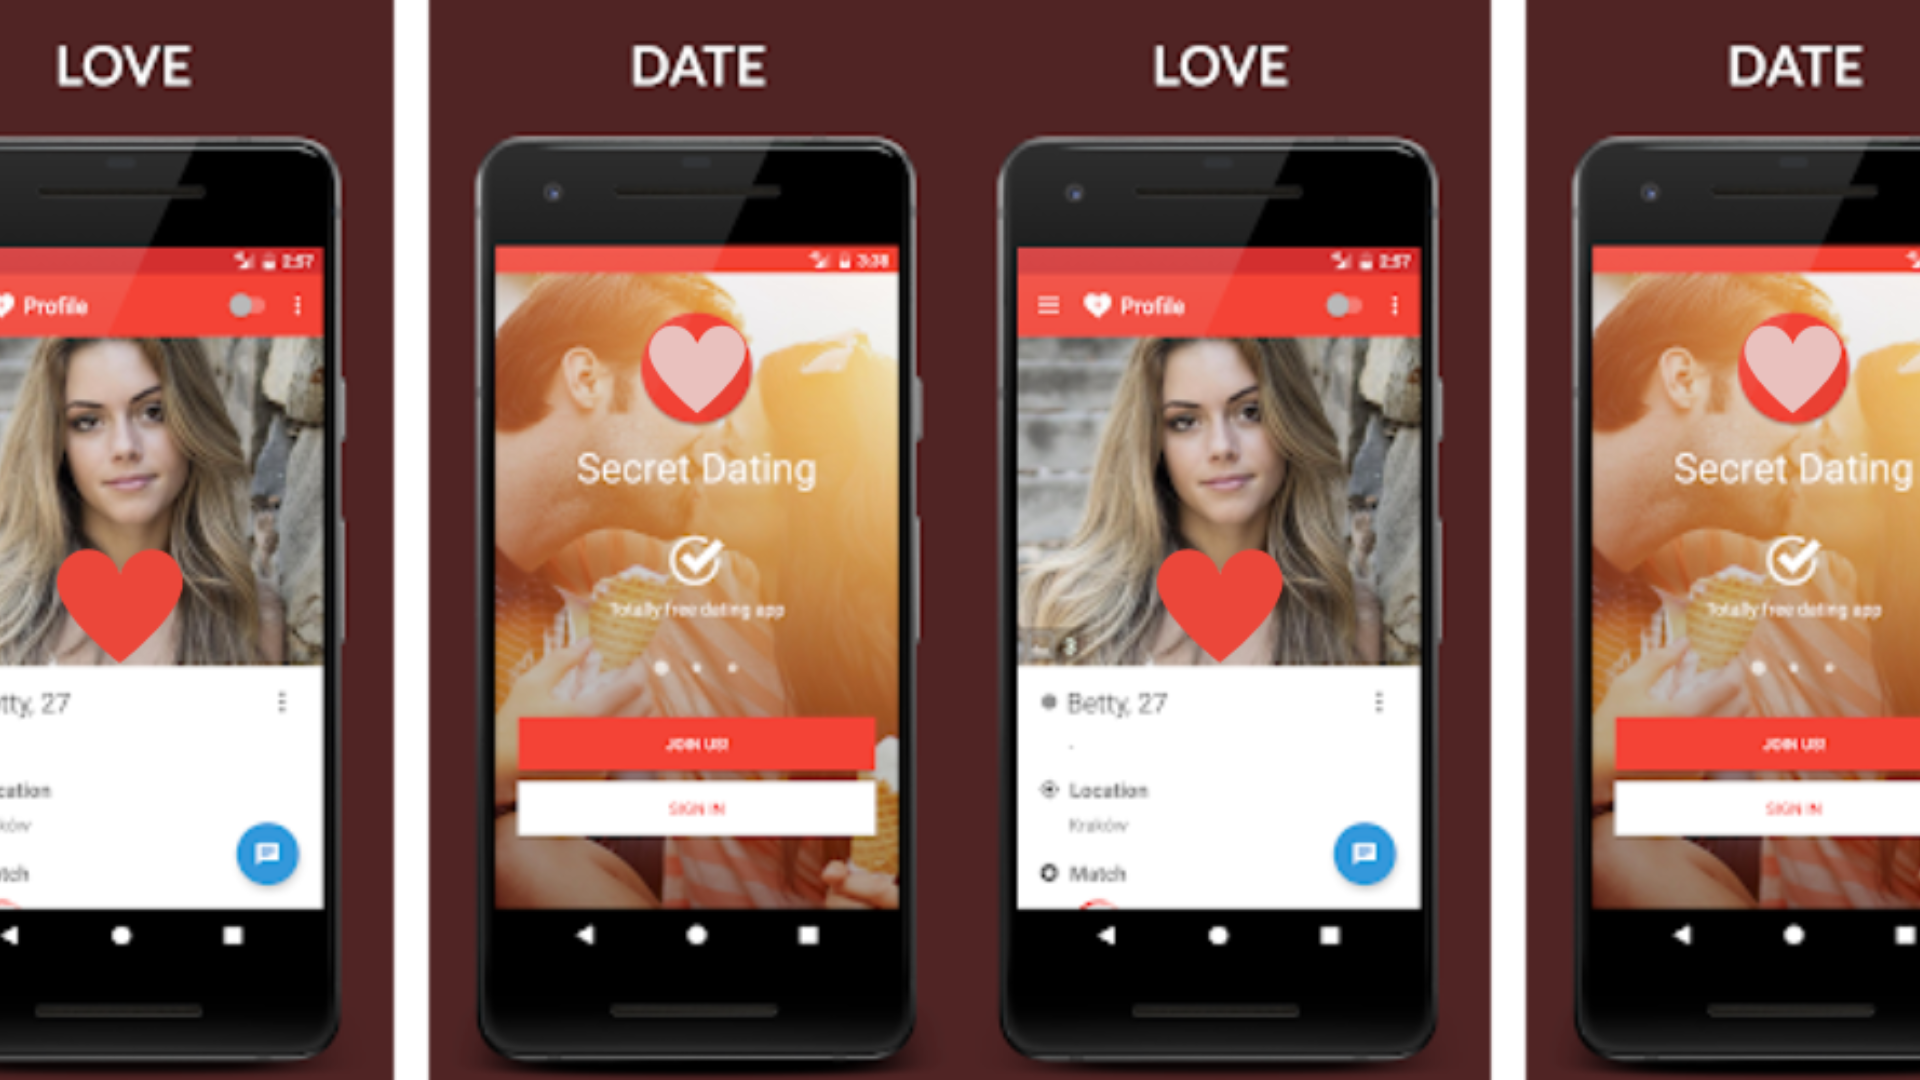 LOVE
2:57
Profile
tty, 27
cation
ków
tch
DATE
3:38
Secret Dating
Totally free dating app
JOIN US!
SIGN IN
LOVE
2:57
Profile
3
Betty, 27
Location
Kraków
Match
DATE
Secret Dating
Totally free dating app
JOIN US!
SIGN IN